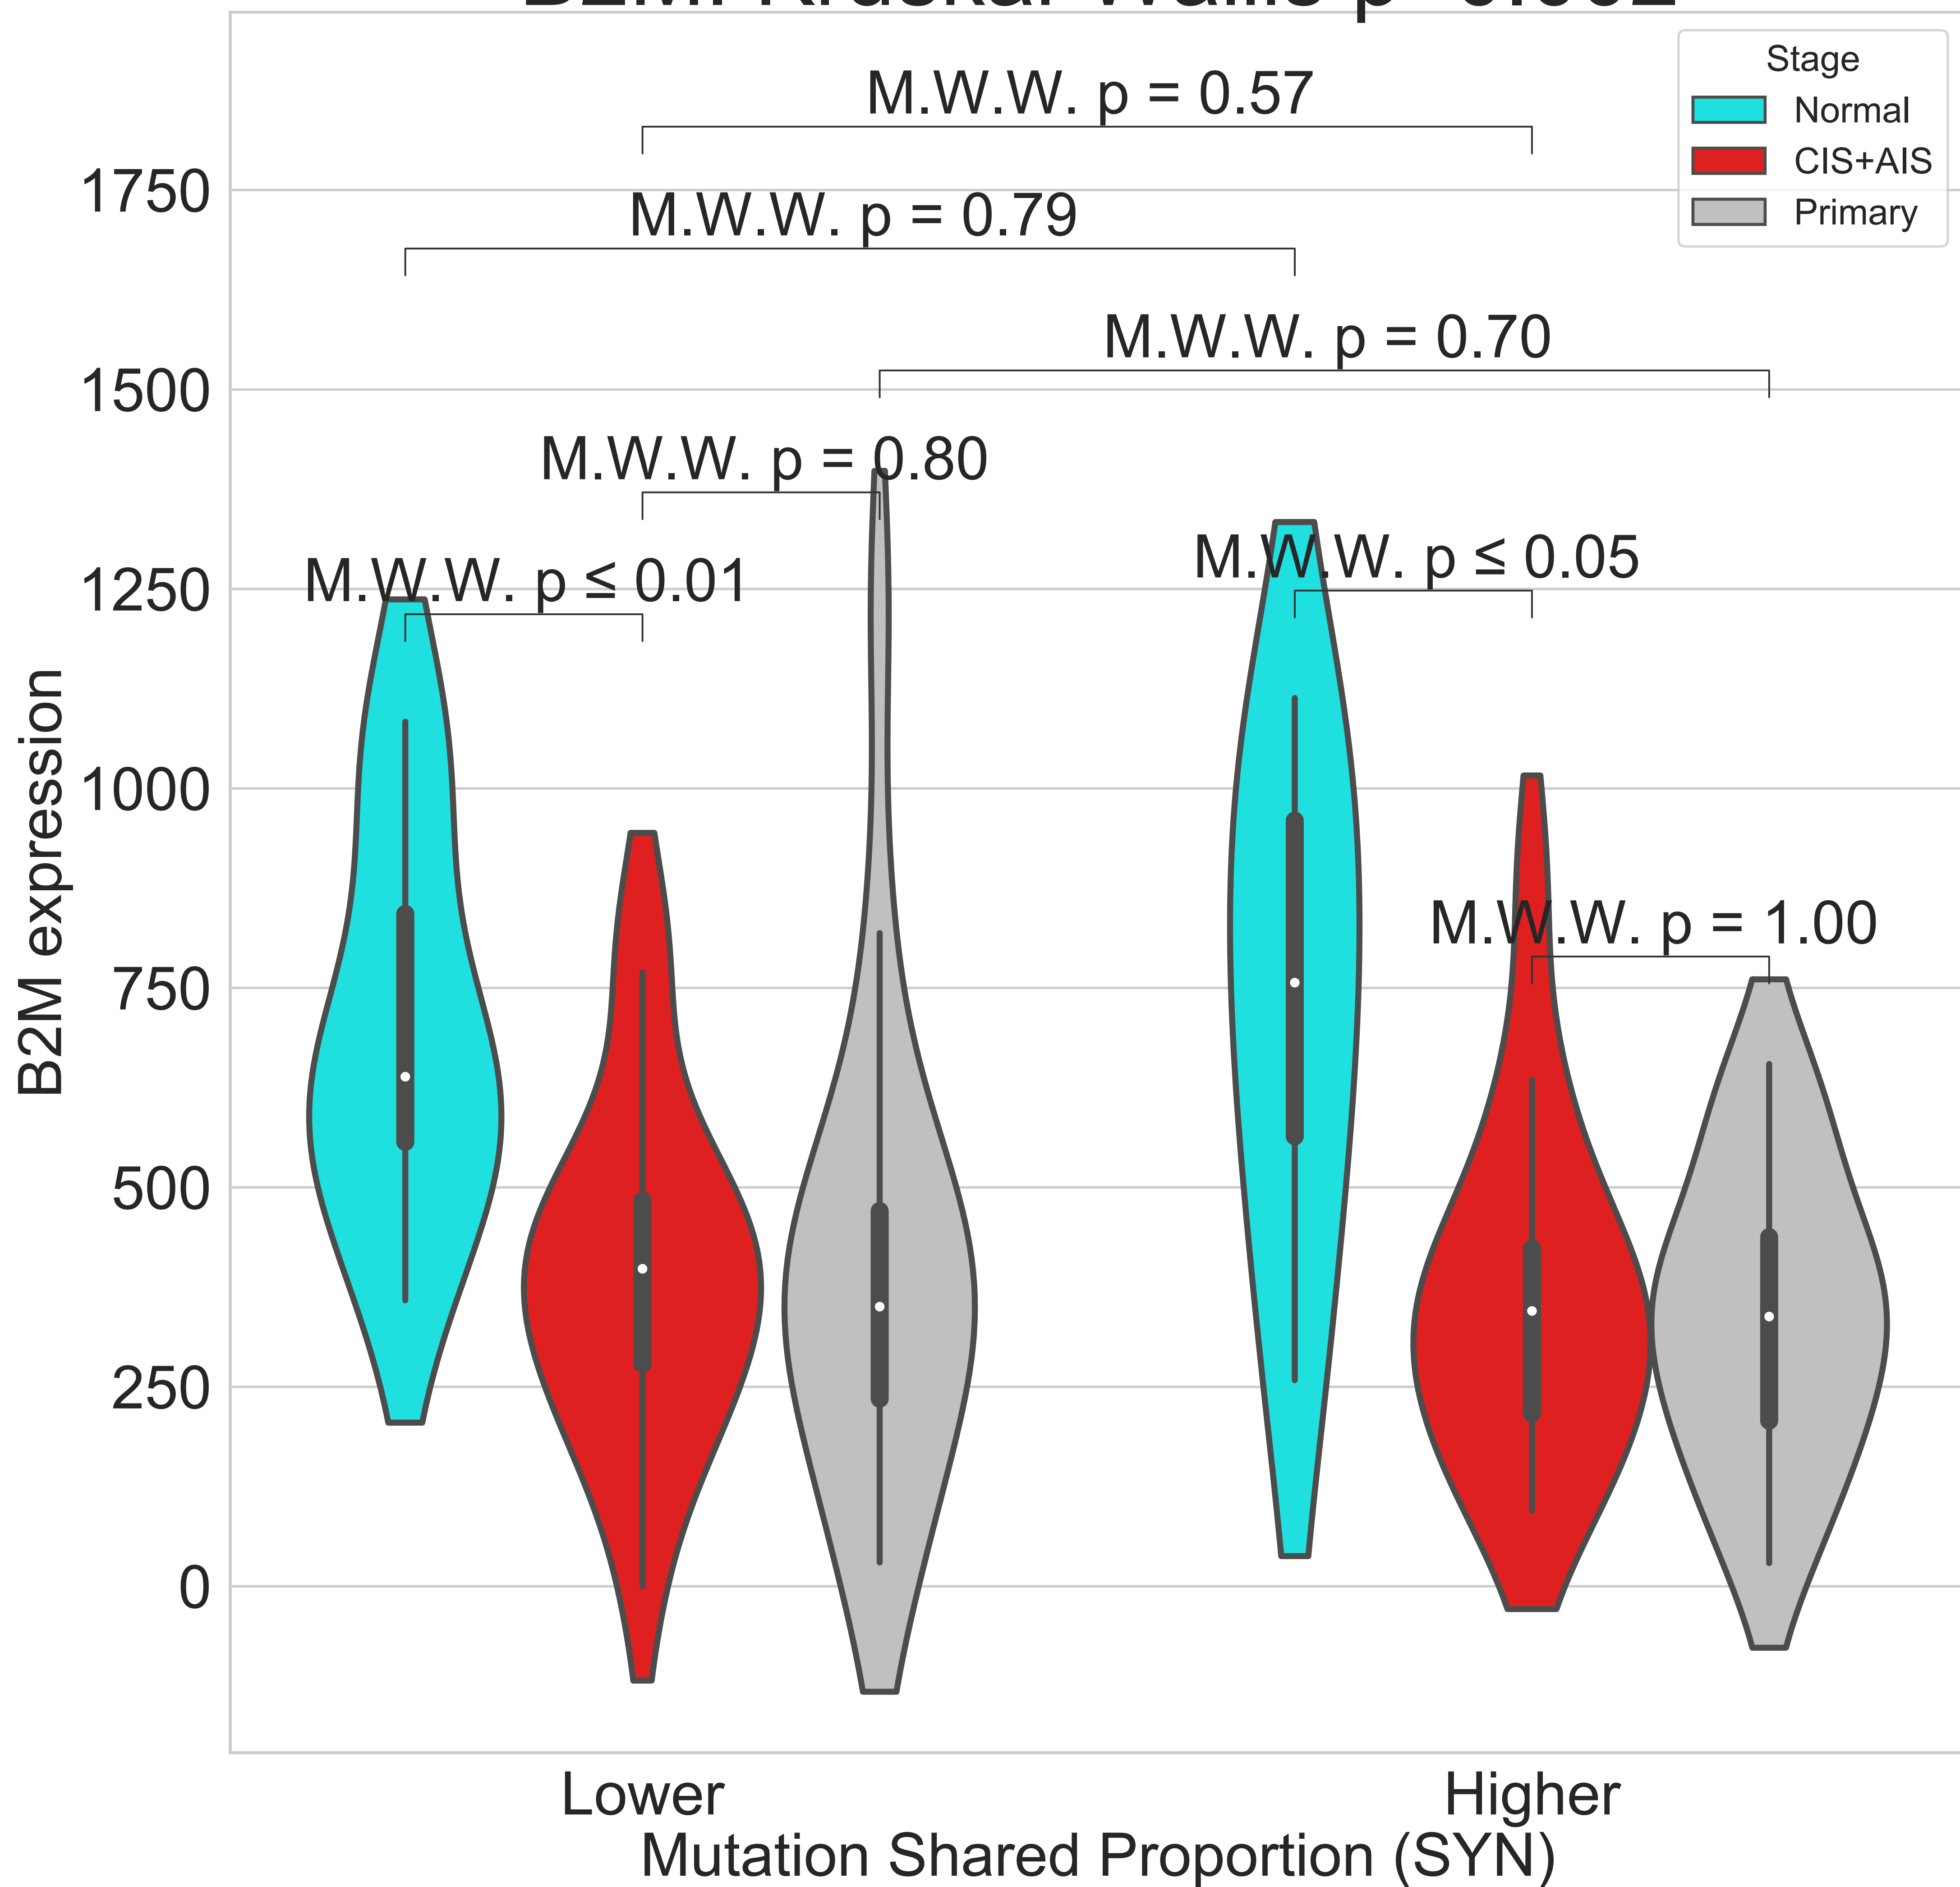 Stage
Normal
CIS+AIS
Primary
M.W.W. p = 0.57
M.W.W. p = 0.79
M.W.W. p = 0.70
M.W.W. p = 0.80
M.W.W. p ≤ 0.01
M.W.W. p ≤ 0.05
M.W.W. p = 1.00
1750
1500
1250
1000
750
500
250
0
B2M expression
Lower
Higher
Mutation Shared Proportion (SYN)